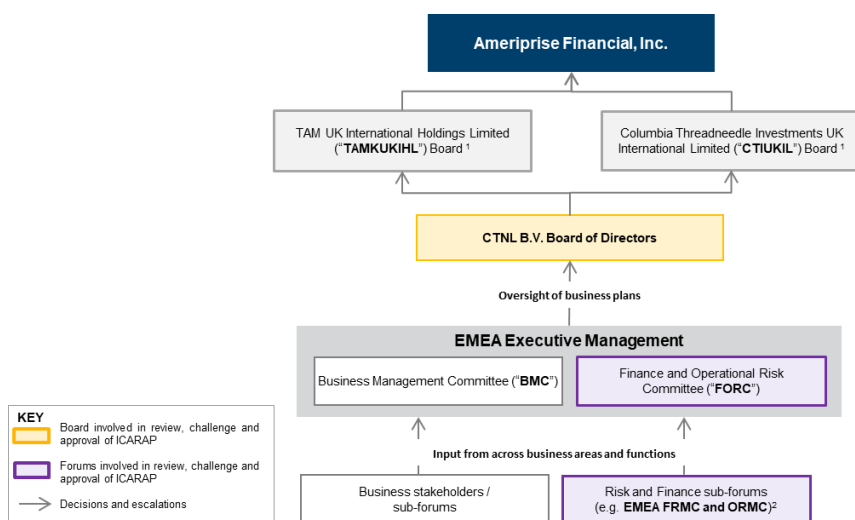 Ameriprise Financial, Inc.
TAM UK International Holdings Limited
("TAMKUKIHL") Board ¹
Columbia Threadneedle Investments UK
International Limited ("CTIUKIL") Board ¹
CTNL B.V. Board of Directors
Oversight of business plans
EMEA Executive Management
Business Management Committee ("BMC")
Finance and Operational Risk
Committee ("FORC")
Input from across business areas and functions
Business stakeholders /
sub-forums
Risk and Finance sub-forums
(e.g. EMEA FRMC and ORMC)²
KEY
Board involved in review, challenge and
approval of ICARAP
Forums involved in review, challenge and
approval of ICARAP
Decisions and escalations